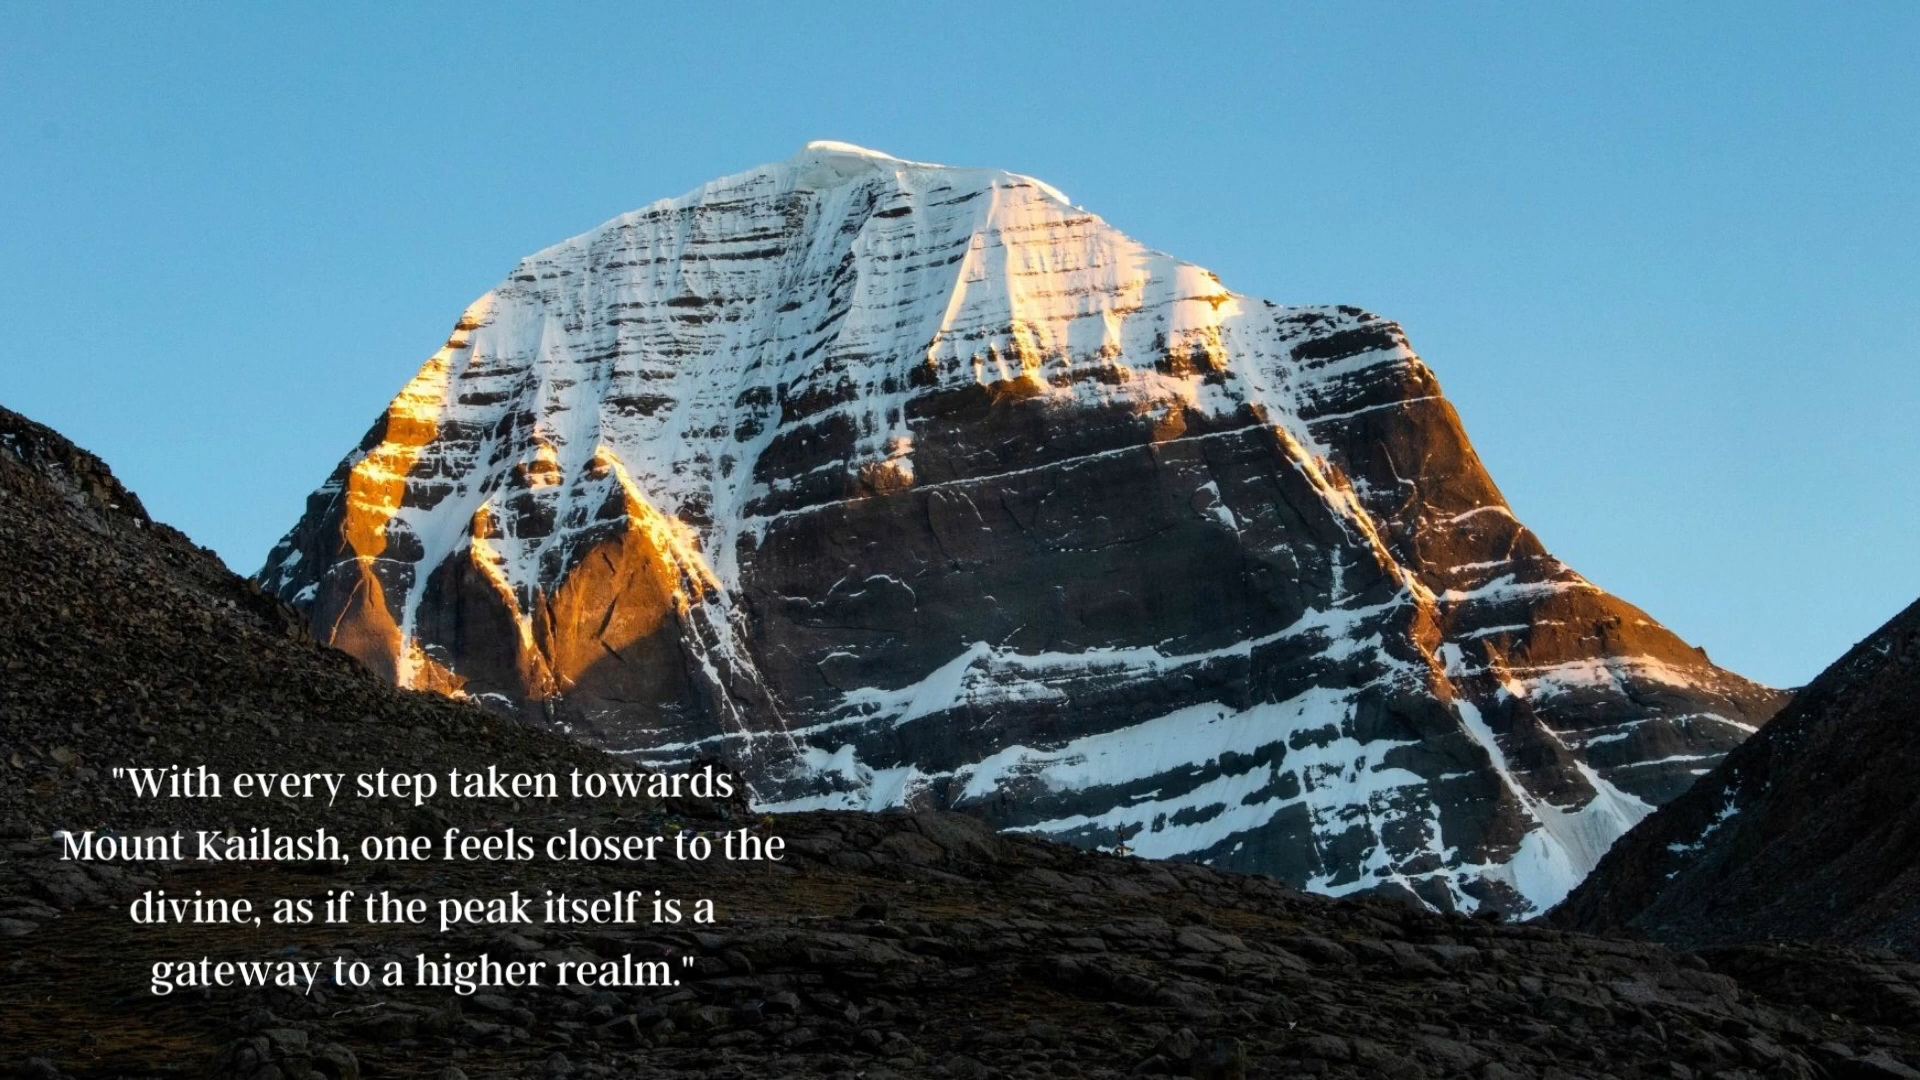 "With every step taken towards
Mount Kailash, one feels closer to the
divine, as if the peak itself is a
gateway to a higher realm."